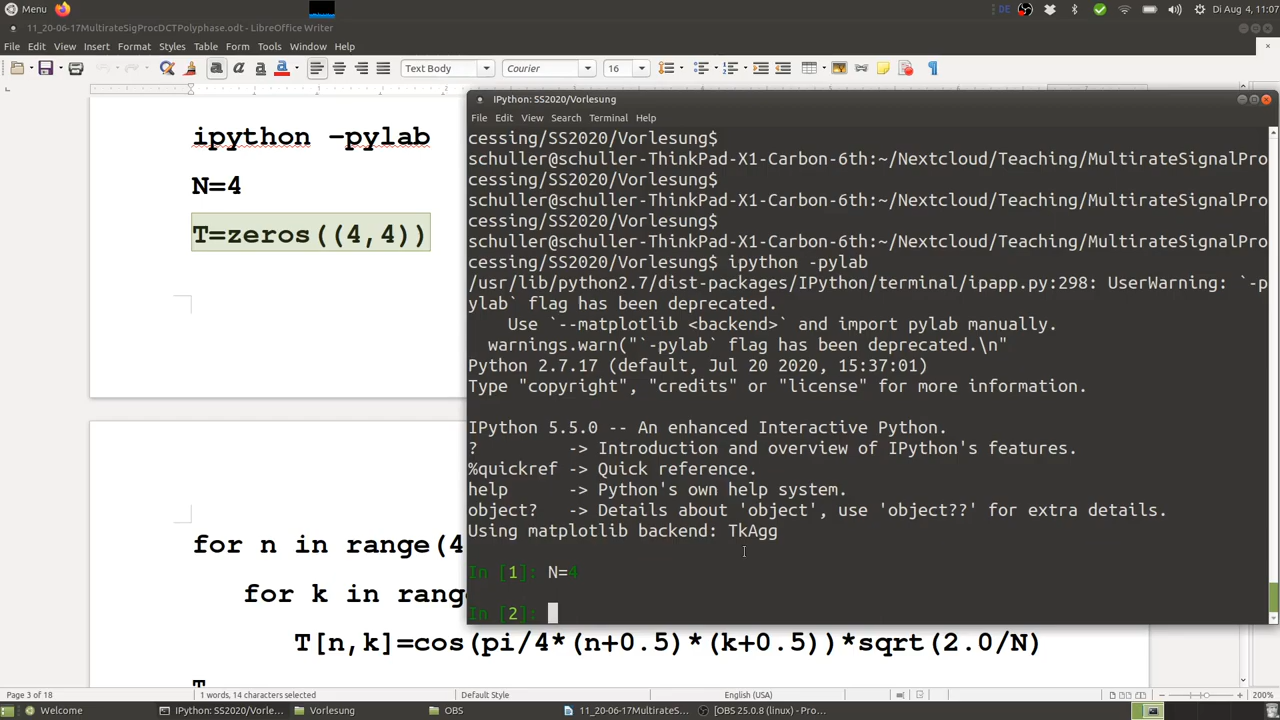 Menu
DE
Di Aug 4, 11:07
11_20-06-17MultirateSigProcDCTPolyphase.odt - LibreOffice Writer
File Edit View Insert Format Styles Table Form Tools Window Help
Text Body
Courier
16
ipython -pylab
N=4
T=zeros((4,4))
for n in range(4
for k in rang
T[n,k]=cos(pi/4*(n+0.5)*(k+0.5))*sqrt(2.0/N)
T
IPython: SS2020/Vorlesung
File Edit View Search Terminal Help
cessing/SS2020/Vorlesung$
schuller@schuller-ThinkPad-X1-Carbon-6th:~/Nextcloud/Teaching/MultirateSignalPro
cessing/SS2020/Vorlesung$
schuller@schuller-ThinkPad-X1-Carbon-6th:~/Nextcloud/Teaching/MultirateSignalPro
cessing/SS2020/Vorlesung$
schuller@schuller-ThinkPad-X1-Carbon-6th:~/Nextcloud/Teaching/MultirateSignalPro
cessing/SS2020/Vorlesung$ ipython -pylab
/usr/lib/python2.7/dist-packages/IPython/terminal/ipapp.py:298: UserWarning: `-p
ylab` flag has been deprecated.
Use `--matplotlib <backend>` and import pylab manually.
warnings.warn("`-pylab` flag has been deprecated.\n"
Python 2.7.17 (default, Jul 20 2020, 15:37:01)
Type "copyright", "credits" or "license" for more information.
IPython 5.5.0 -- An enhanced Interactive Python.
? -> Introduction and overview of IPython's features.
%quickref -> Quick reference.
help -> Python's own help system.
object? -> Details about 'object', use 'object??' for extra details.
Using matplotlib backend: TkAgg
In [1]: N=4
In [2]:
Page 3 of 18
1 words, 14 characters selected
Default Style
English (USA)
200%
Welcome
IPython: SS2020/Vorle...
Vorlesung
OBS
11_20-06-17MultirateS...
[OBS 25.0.8 (linux) - Pro...